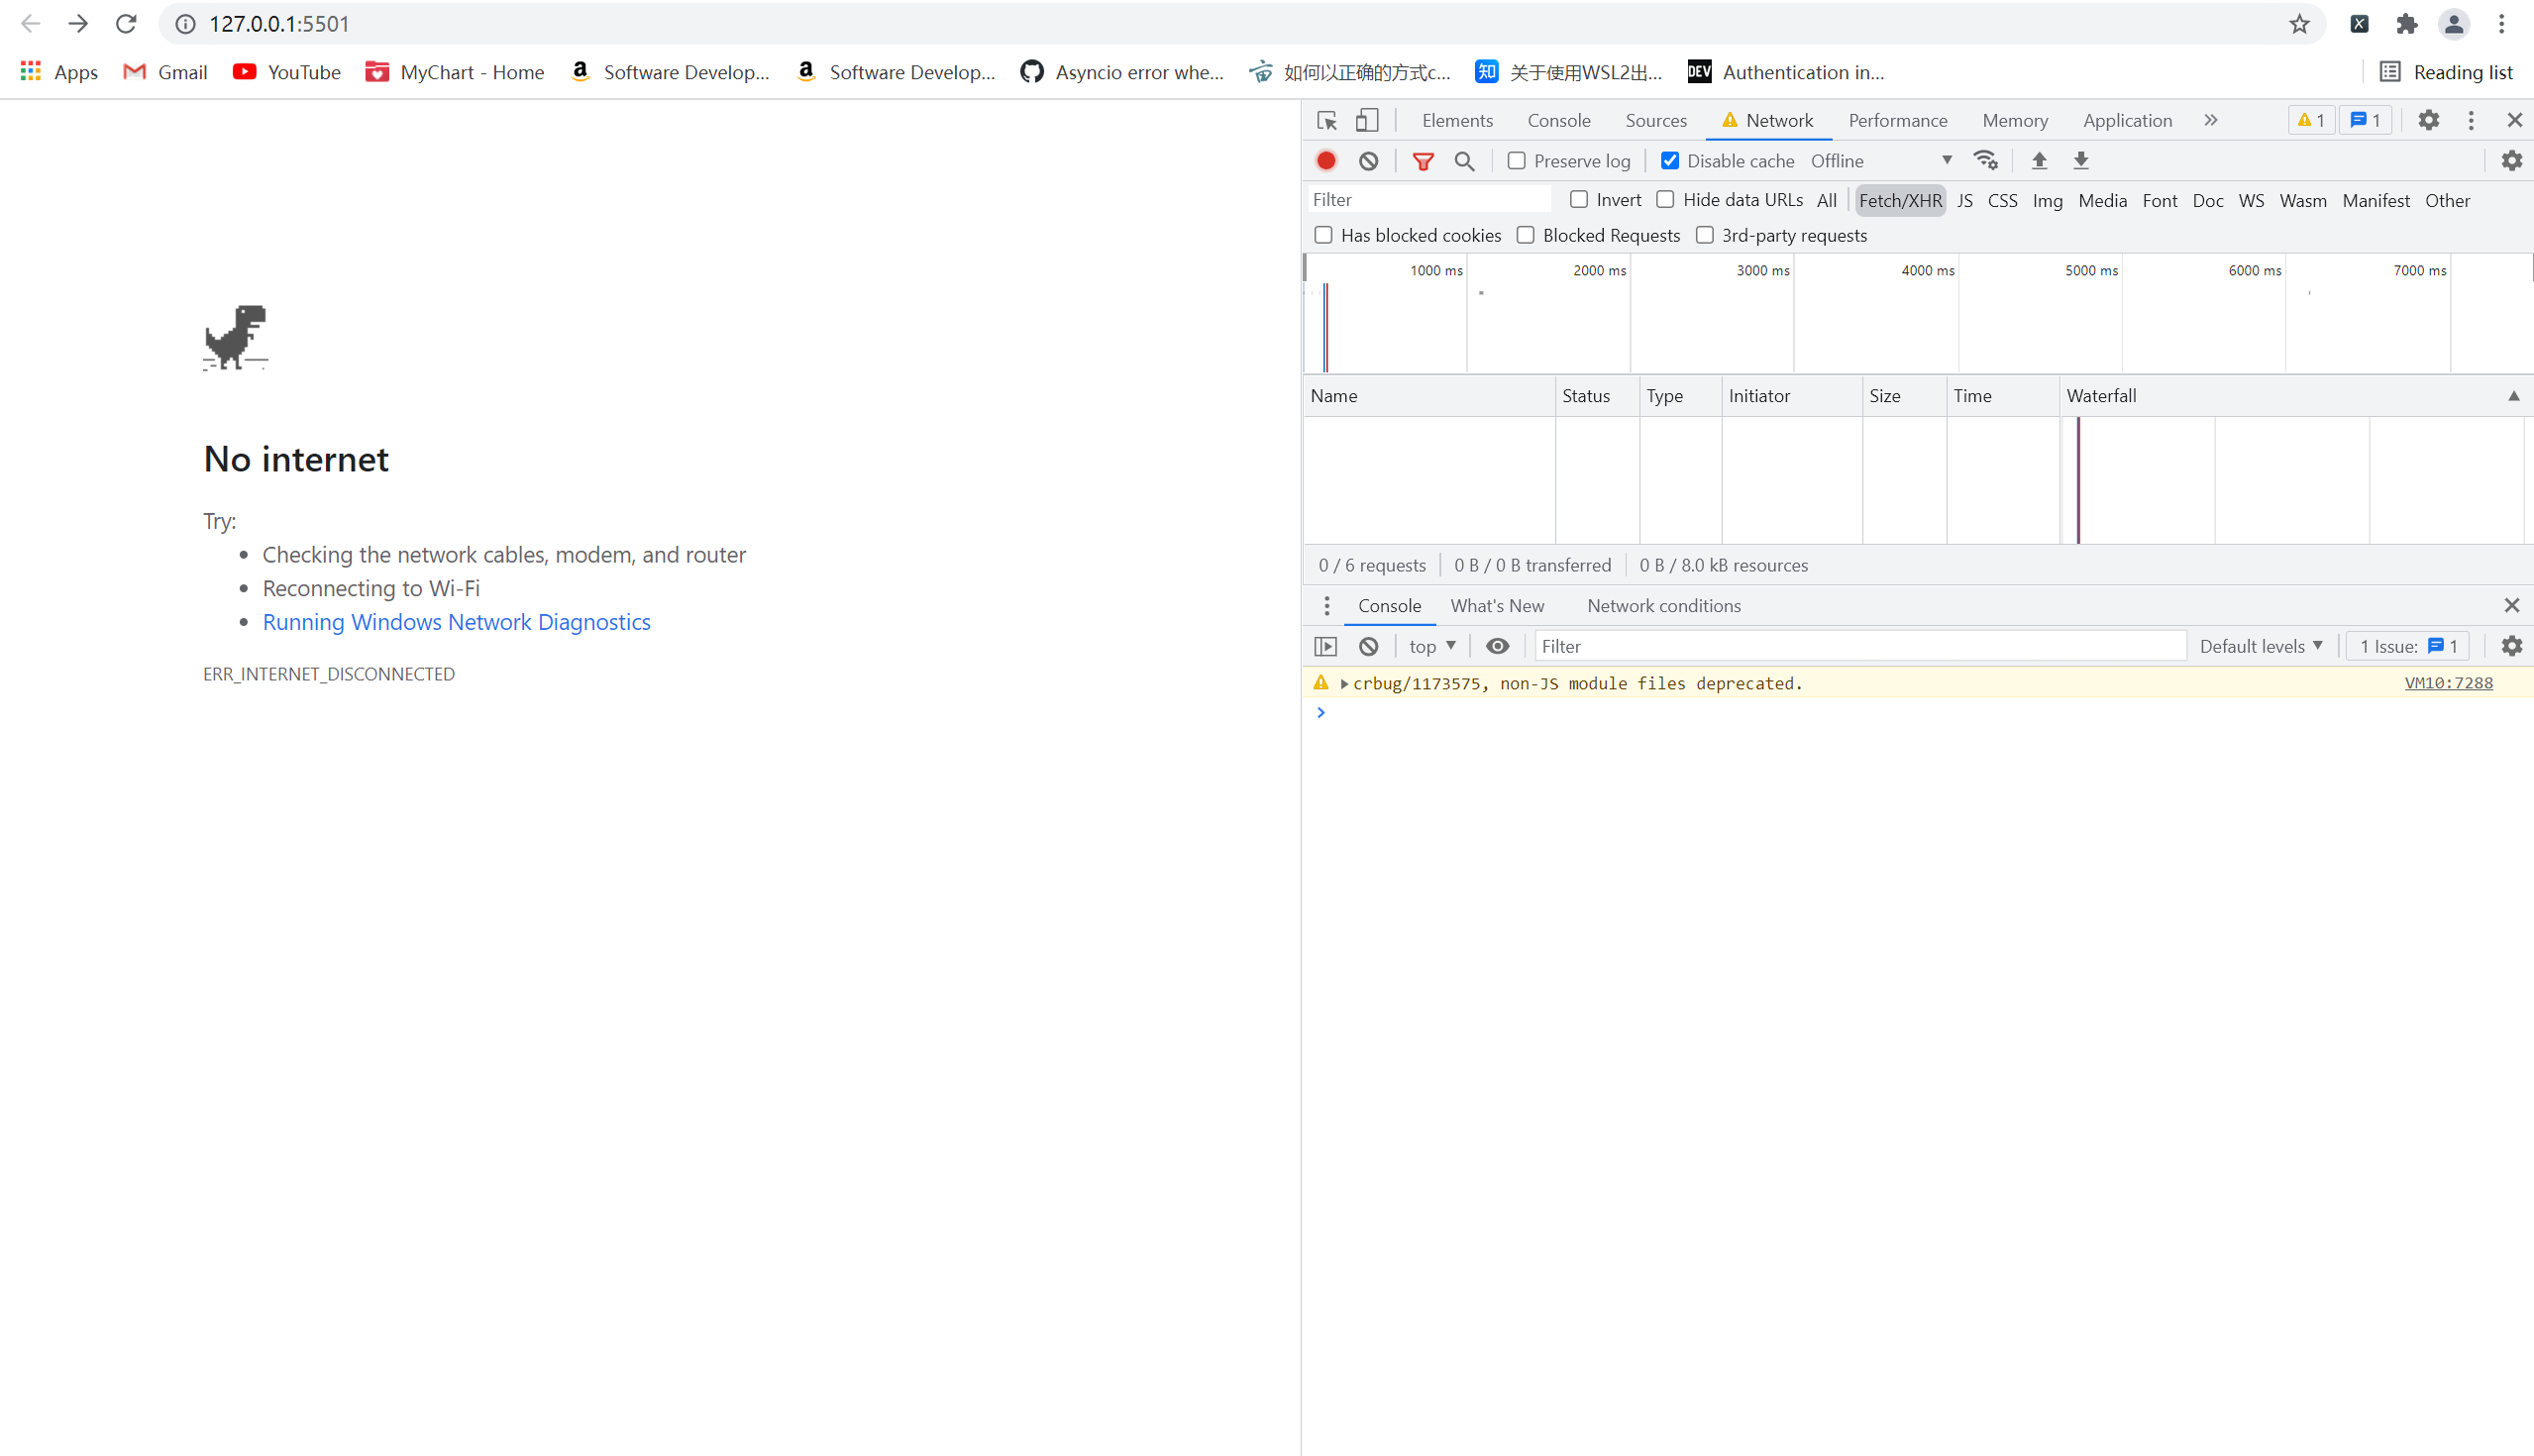 127.0.0.1:5501
Apps Gmail YouTube MyChart - Home Software Develop... Software Develop... Asyncio error whe... 如何以正确的方式c... 知 关于使用WSL2出... DEV Authentication in... Reading list
Elements Console Sources Network Performance Memory Application 1 1
Preserve log Disable cache Offline
Filter Invert Hide data URLs All Fetch/XHR JS CSS Img Media Font Doc WS Wasm Manifest Other
Has blocked cookies Blocked Requests 3rd-party requests
1000 ms 2000 ms 3000 ms 4000 ms 5000 ms 6000 ms 7000 ms
Name Status Type Initiator Size Time Waterfall
0 / 6 requests 0 B / 0 B transferred 0 B / 8.0 kB resources
Console What's New Network conditions
top Filter Default levels 1 Issue: 1
crbug/1173575, non-JS module files deprecated. VM10:7288
No internet
Try:
Checking the network cables, modem, and router
Reconnecting to Wi-Fi
Running Windows Network Diagnostics
ERR_INTERNET_DISCONNECTED